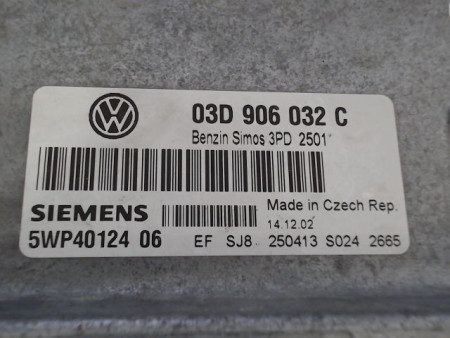 03D 906 032 C
Benzin Simos 3PD 2501
SIEMENS
Made in Czech Rep.
14.12.02
5WP40124 06
EF SJ8 250413 S024 2665